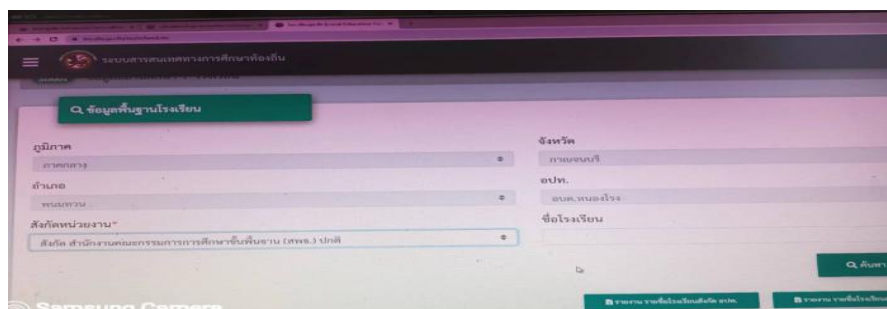 ระบบสารสนเทศทางการศึกษาท้องถิ่น
ข้อมูลพื้นฐานโรงเรียน
ภูมิภาค
จังหวัด
ภาคกลาง
กาญจนบุรี
อำเภอ
อปท.
พนมทวน
อบต.หนองโรง
สังกัดหน่วยงาน*
ชื่อโรงเรียน
สังกัด สำนักงานคณะกรรมการการศึกษาขั้นพื้นฐาน (สพฐ.) ปกติ
ค้นหา
รายงาน รายชื่อโรงเรียนสังกัด อปท.
รายงาน รายชื่อโรงเรียน
Samsung Camera